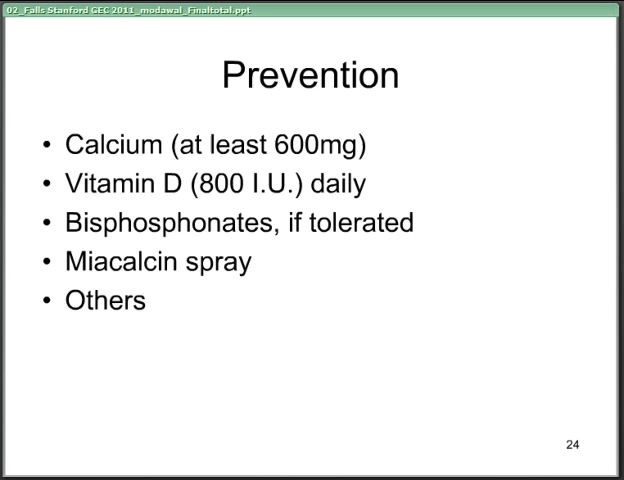 02_Falls Stanford GEC 2011_modawal_Finaltotal.ppt
Prevention
• Calcium (at least 600mg)
• Vitamin D (800 I.U.) daily
• Bisphosphonates, if tolerated
• Miacalcin spray
• Others
24